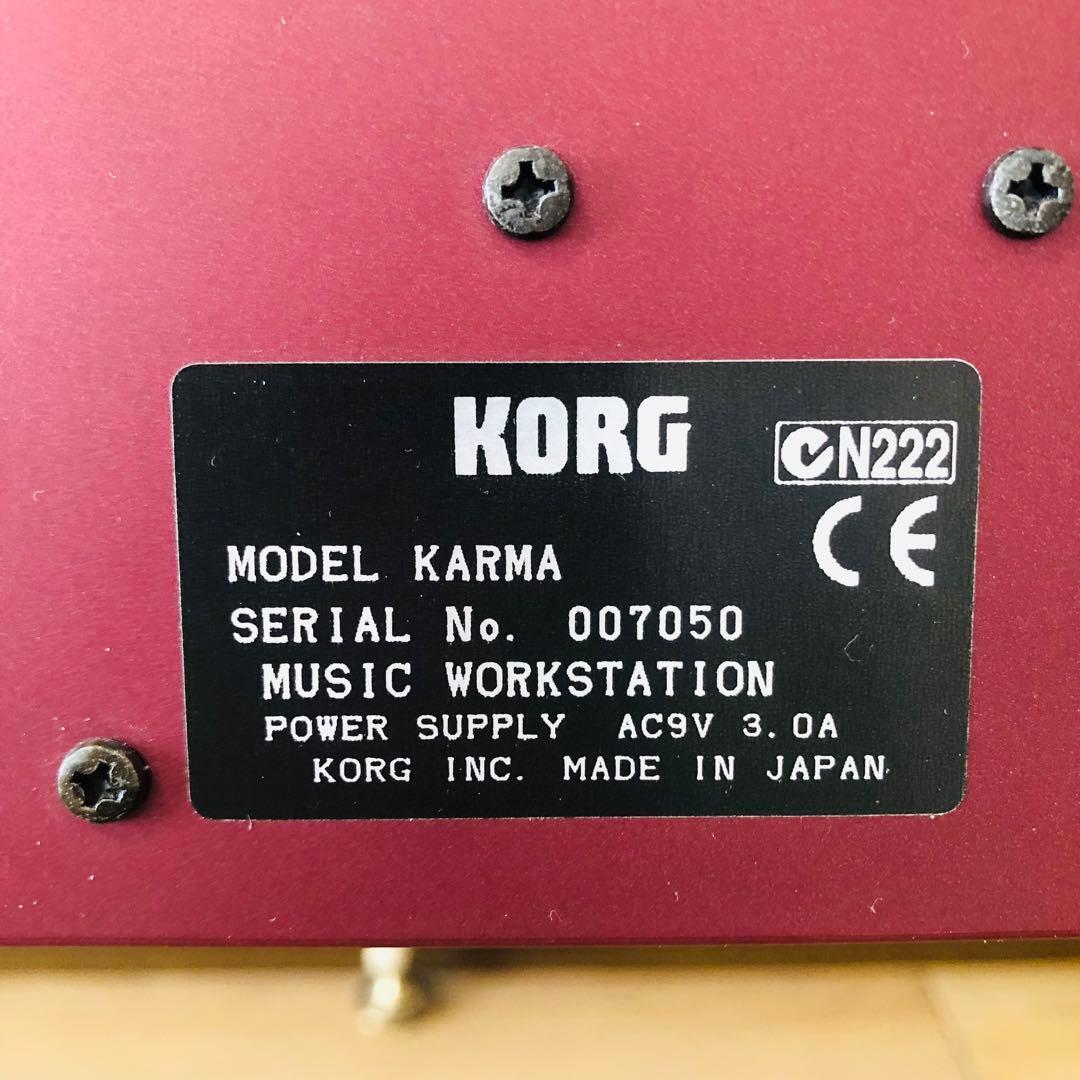 KORG
N222
CE
MODEL KARMA
SERIAL No. 007050
MUSIC WORKSTATION
POWER SUPPLY AC9V 3.0A
KORG INC. MADE IN JAPAN